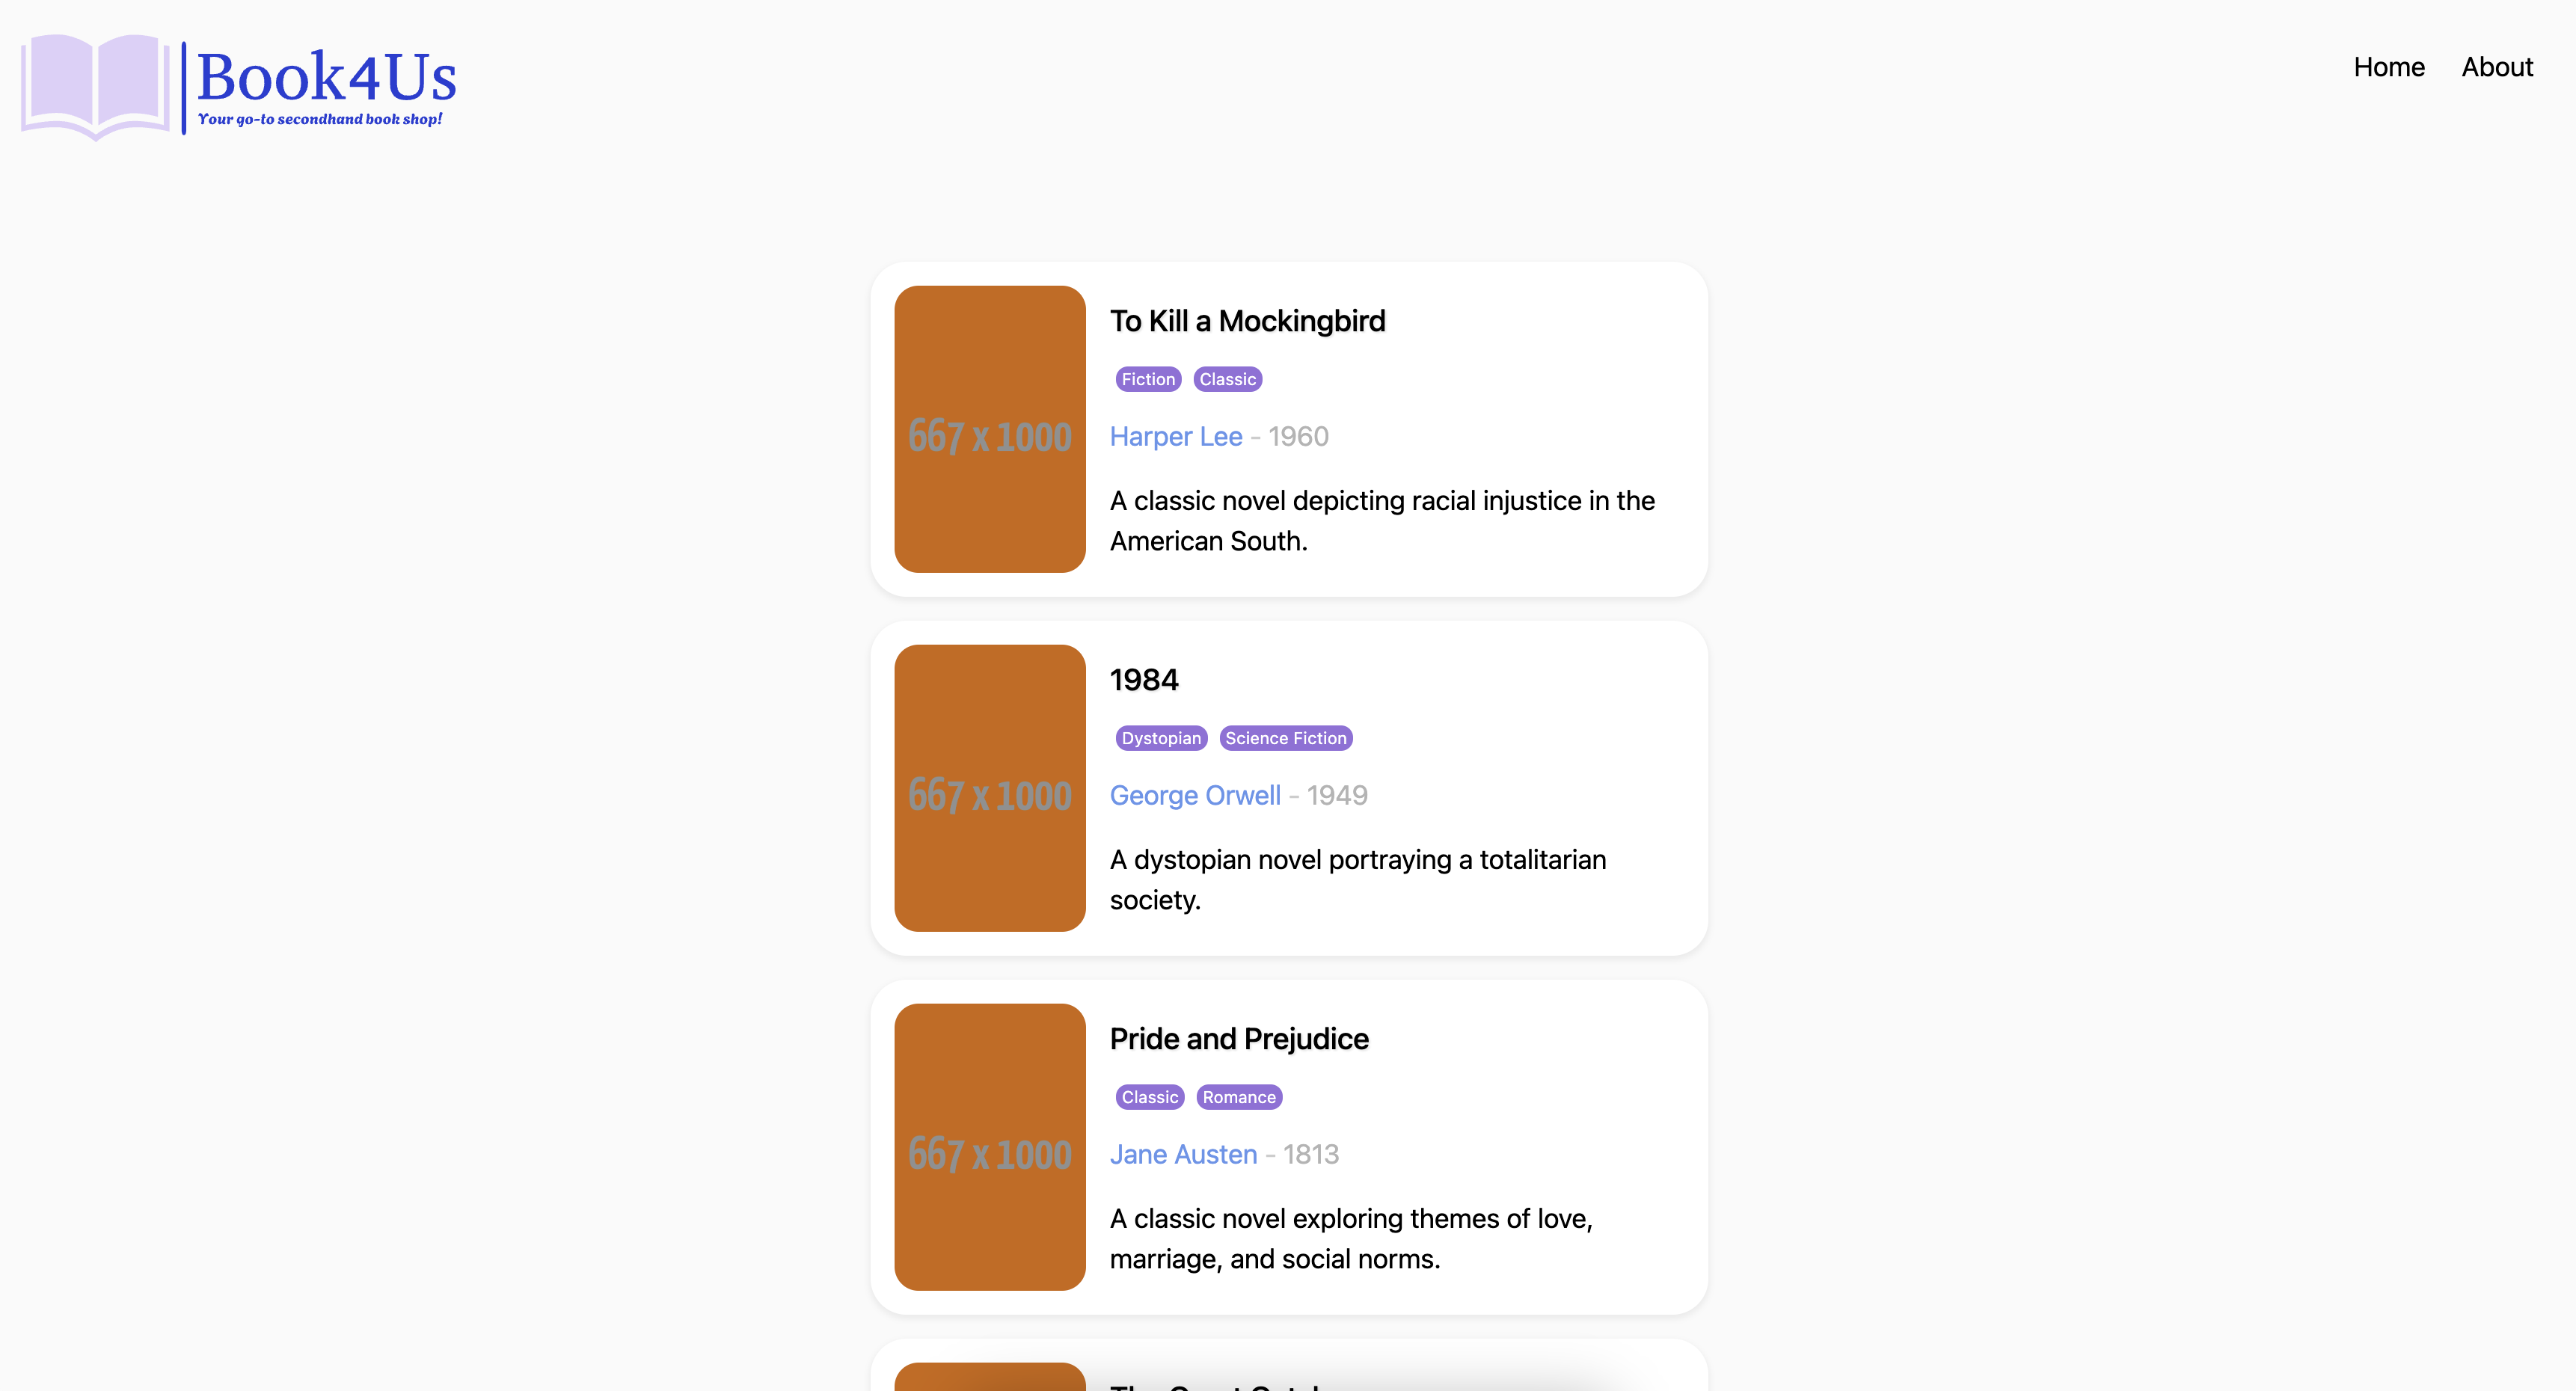 Book4Us
Your go-to secondhand book shop!
Home
About
667 x 1000
To Kill a Mockingbird
Fiction
Classic
Harper Lee - 1960
A classic novel depicting racial injustice in the
American South.
667 x 1000
1984
Dystopian
Science Fiction
George Orwell - 1949
A dystopian novel portraying a totalitarian
society.
667 x 1000
Pride and Prejudice
Classic
Romance
Jane Austen - 1813
A classic novel exploring themes of love,
marriage, and social norms.